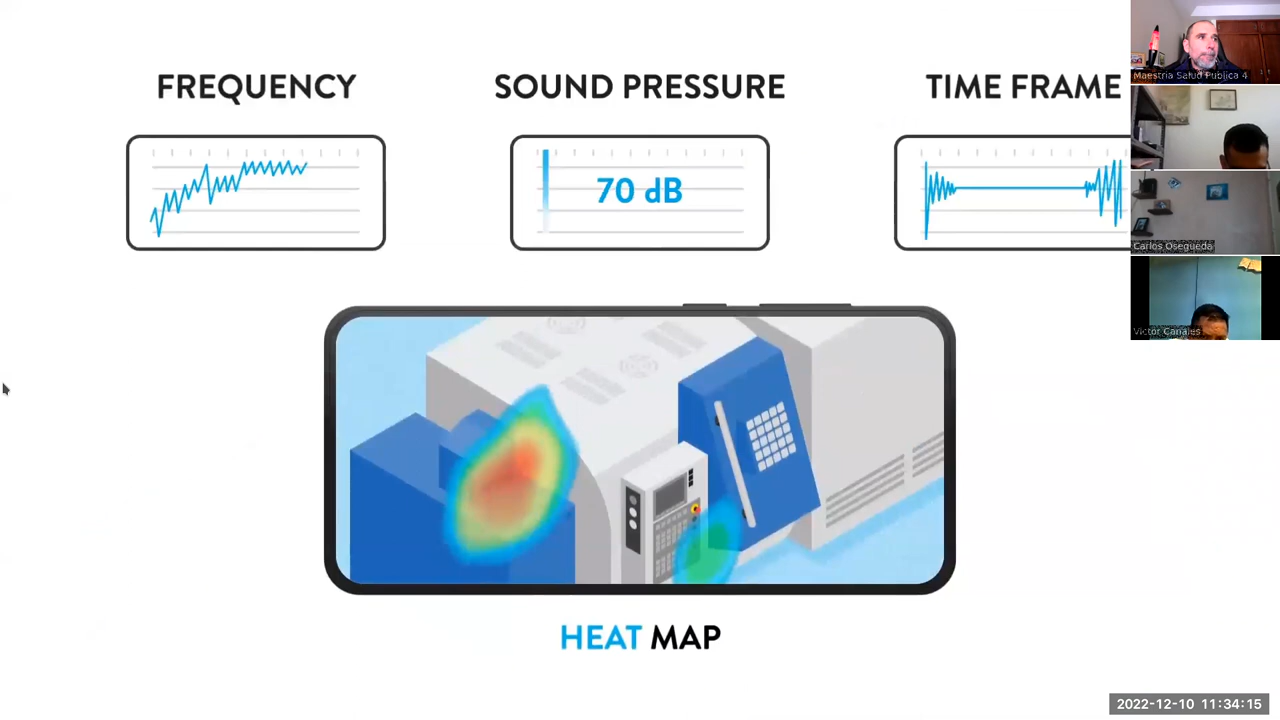 FREQUENCY
SOUND PRESSURE
TIME FRAME
70 dB
HEAT MAP
Maestria Salud Publica 4
Carlos Osegueda
Victor Canales
2022-12-10 11:34:15